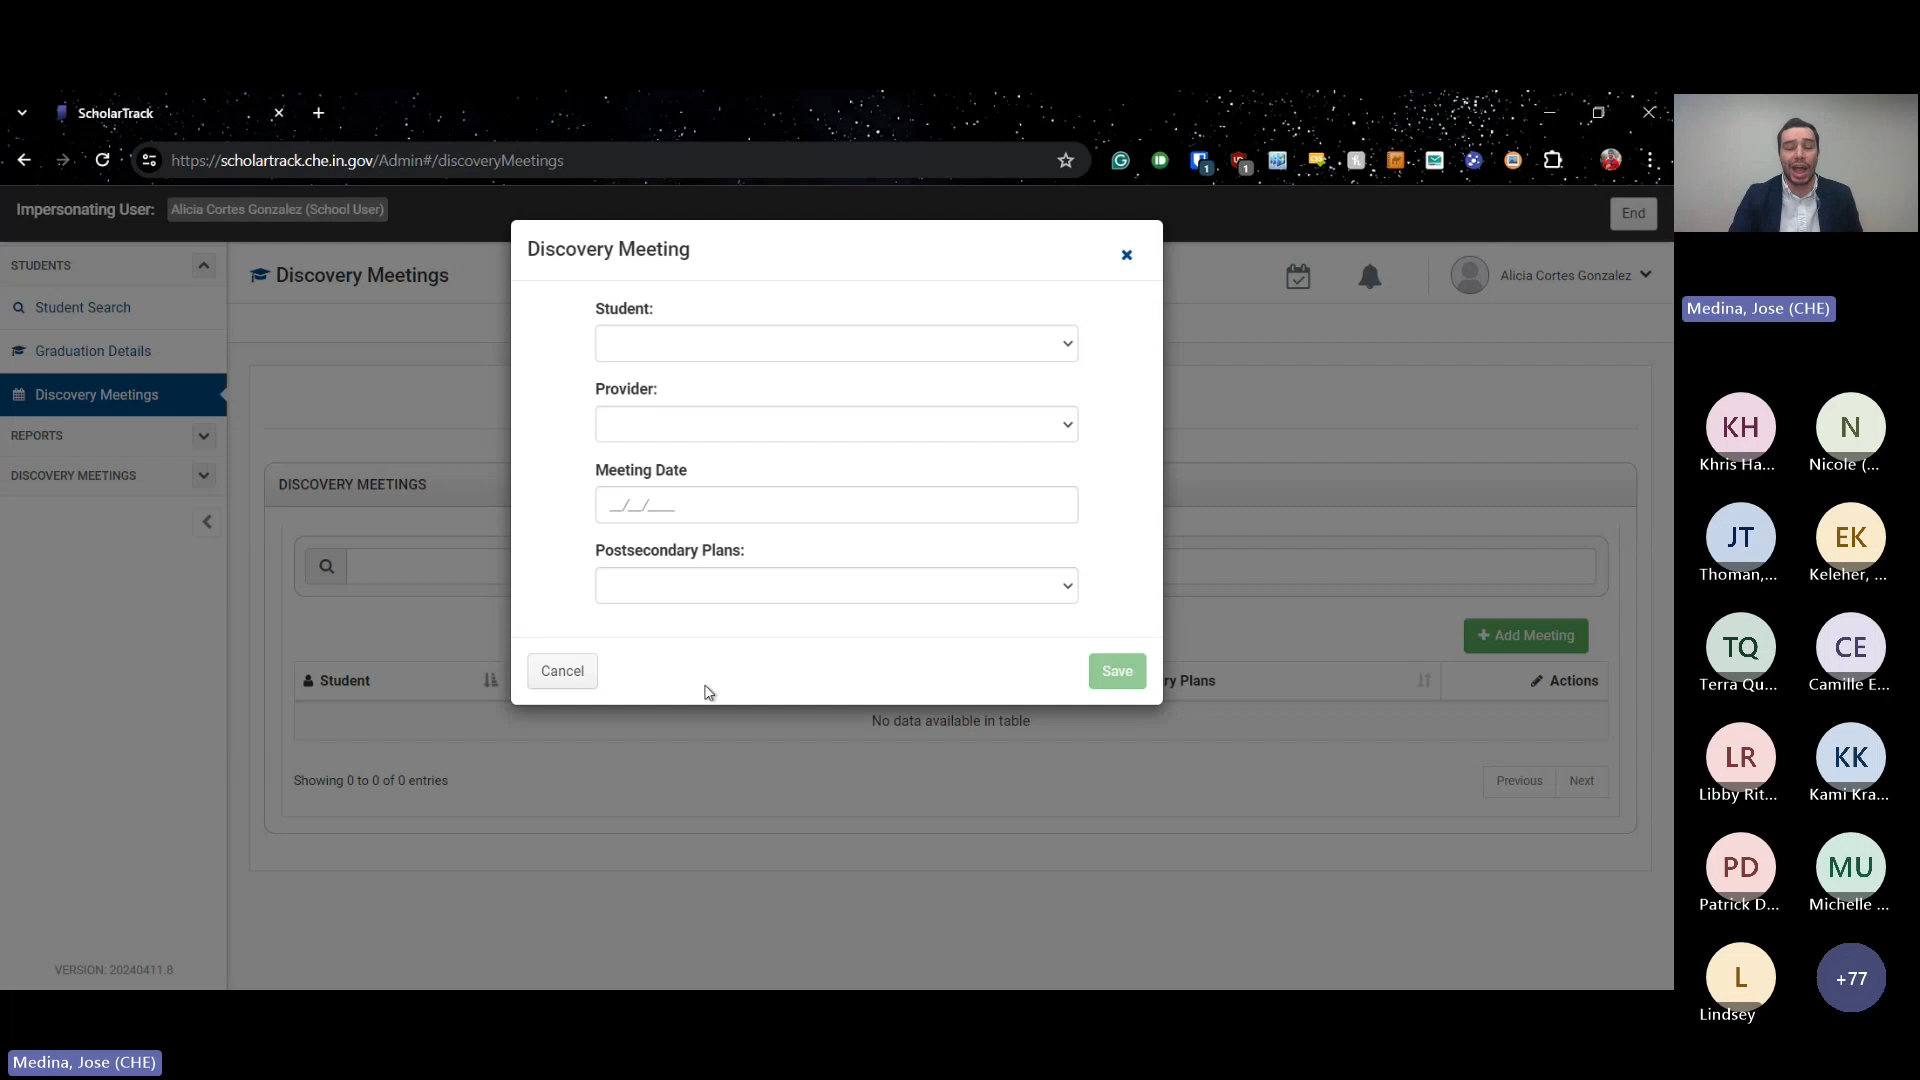 ScholarTrack
https://scholartrack.che.in.gov/Admin#/discoveryMeetings
1
1
Impersonating User: Alicia Cortes Gonzalez (School User)
End
STUDENTS
Student Search
Graduation Details
Discovery Meetings
REPORTS
DISCOVERY MEETINGS
VERSION: 20240411.8
Discovery Meetings
Alicia Cortes Gonzalez
DISCOVERY MEETINGS
+ Add Meeting
Student
ry Plans
Actions
No data available in table
Showing 0 to 0 of 0 entries
Previous
Next
Discovery Meeting
Student:
Provider:
Meeting Date
__/__/____
Postsecondary Plans:
Cancel
Save
Medina, Jose (CHE)
KH
Khris Ha...
N
Nicole (...
JT
Thoman,...
EK
Keleher, ...
TQ
Terra Qu...
CE
Camille E...
LR
Libby Rit...
KK
Kami Kra...
PD
Patrick D...
MU
Michelle ...
L
Lindsey
+77
Medina, Jose (CHE)